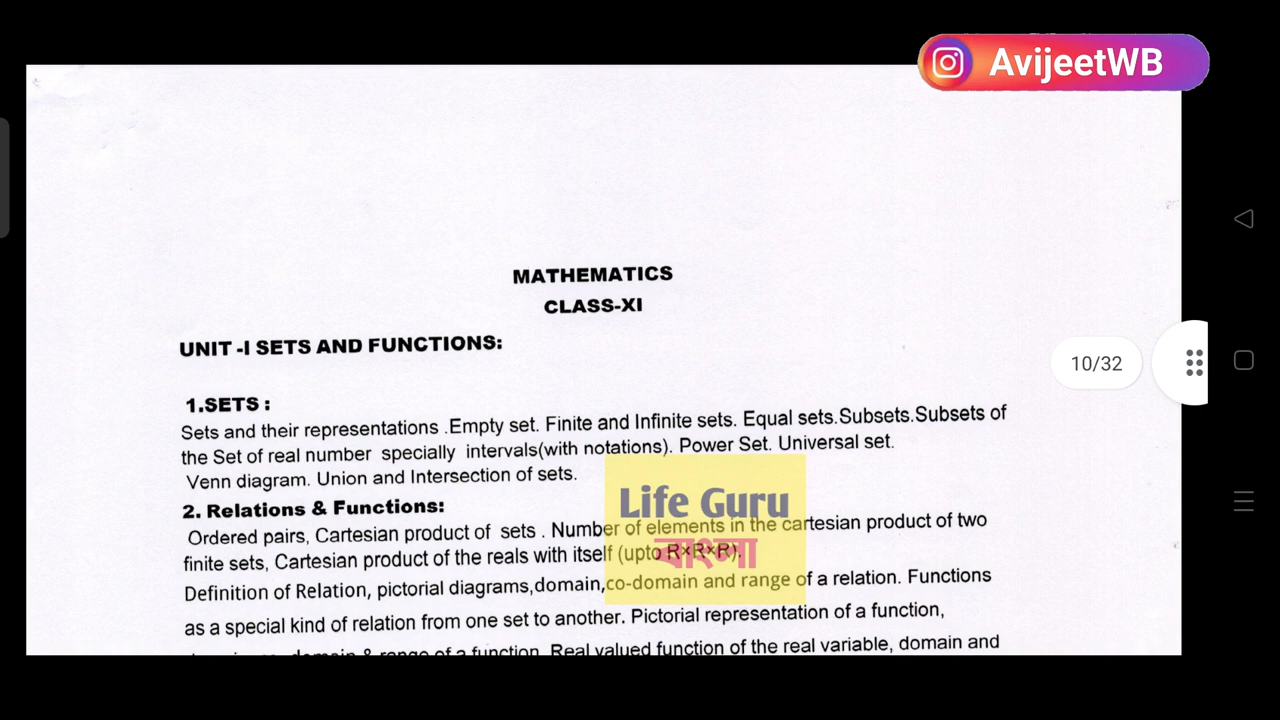 AvijeetWB
MATHEMATICS
CLASS-XI
UNIT -I SETS AND FUNCTIONS:
10/32
1.SETS :
Sets and their representations .Empty set. Finite and Infinite sets. Equal sets.Subsets.Subsets of
the Set of real number specially intervals(with notations). Power Set. Universal set.
Venn diagram. Union and Intersection of sets.
2. Relations & Functions:
Life Guru
বাংলা
Ordered pairs, Cartesian product of sets . Number of elements in the cartesian product of two
finite sets, Cartesian product of the reals with itself (upto R×R×R).
Definition of Relation, pictorial diagrams,domain,co-domain and range of a relation. Functions
as a special kind of relation from one set to another. Pictorial representation of a function,
domain & range of a function. Real valued function of the real variable, domain and